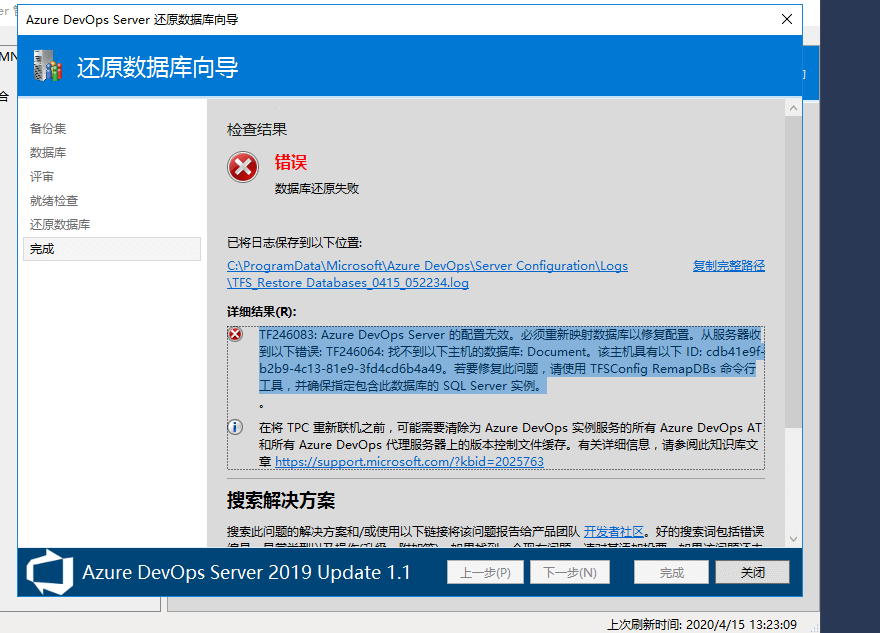 Azure DevOps Server 还原数据库向导
还原数据库向导
备份集
数据库
评审
就绪检查
还原数据库
完成
检查结果
错误
数据库还原失败
已将日志保存到以下位置:
C:\ProgramData\Microsoft\Azure DevOps\Server Configuration\Logs 复制完整路径
\TFS_Restore Databases_0415_052234.log
详细结果(R):
TF246083: Azure DevOps Server 的配置无效。必须重新映射数据库以修复配置。从服务器收
到以下错误: TF246064: 找不到以下主机的数据库: Document。该主机具有以下 ID: cdb41e9f-
b2b9-4c13-81e9-3fd4cd6b4a49。若要修复此问题，请使用 TFSConfig RemapDBs 命令行
工具，并确保指定包含此数据库的 SQL Server 实例。
。
在将 TPC 重新联机之前，可能需要清除为 Azure DevOps 实例服务的所有 Azure DevOps AT
和所有 Azure DevOps 代理服务器上的版本控制文件缓存。有关详细信息，请参阅此知识库文
章 https://support.microsoft.com/?kbid=2025763
搜索解决方案
搜索此问题的解决方案和/或使用以下链接将该问题报告给产品团队 开发者社区。好的搜索词包括错误
Azure DevOps Server 2019 Update 1.1
上一步(P) 下一步(N) 完成 关闭
上次刷新时间: 2020/4/15 13:23:09